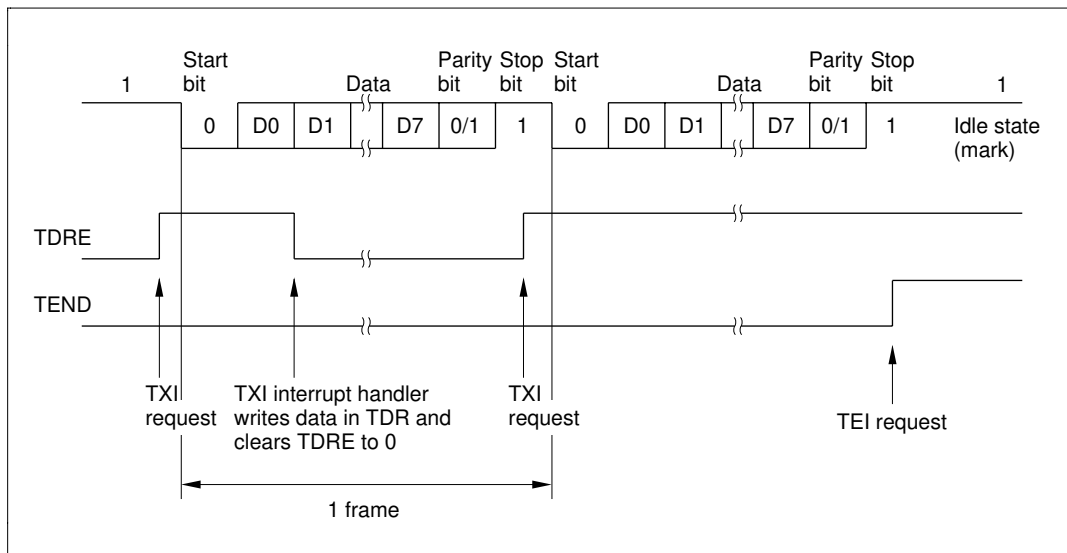 Start Parity Stop Start Parity Stop
1 bit Data bit bit bit Data bit bit 1
0 D0 D1 D7 0/1 1 0 D0 D1 D7 0/1 1 Idle state
(mark)
TDRE
TEND
TXI
request
TXI interrupt handler
writes data in TDR and
clears TDRE to 0
TXI
request
TEI request
1 frame